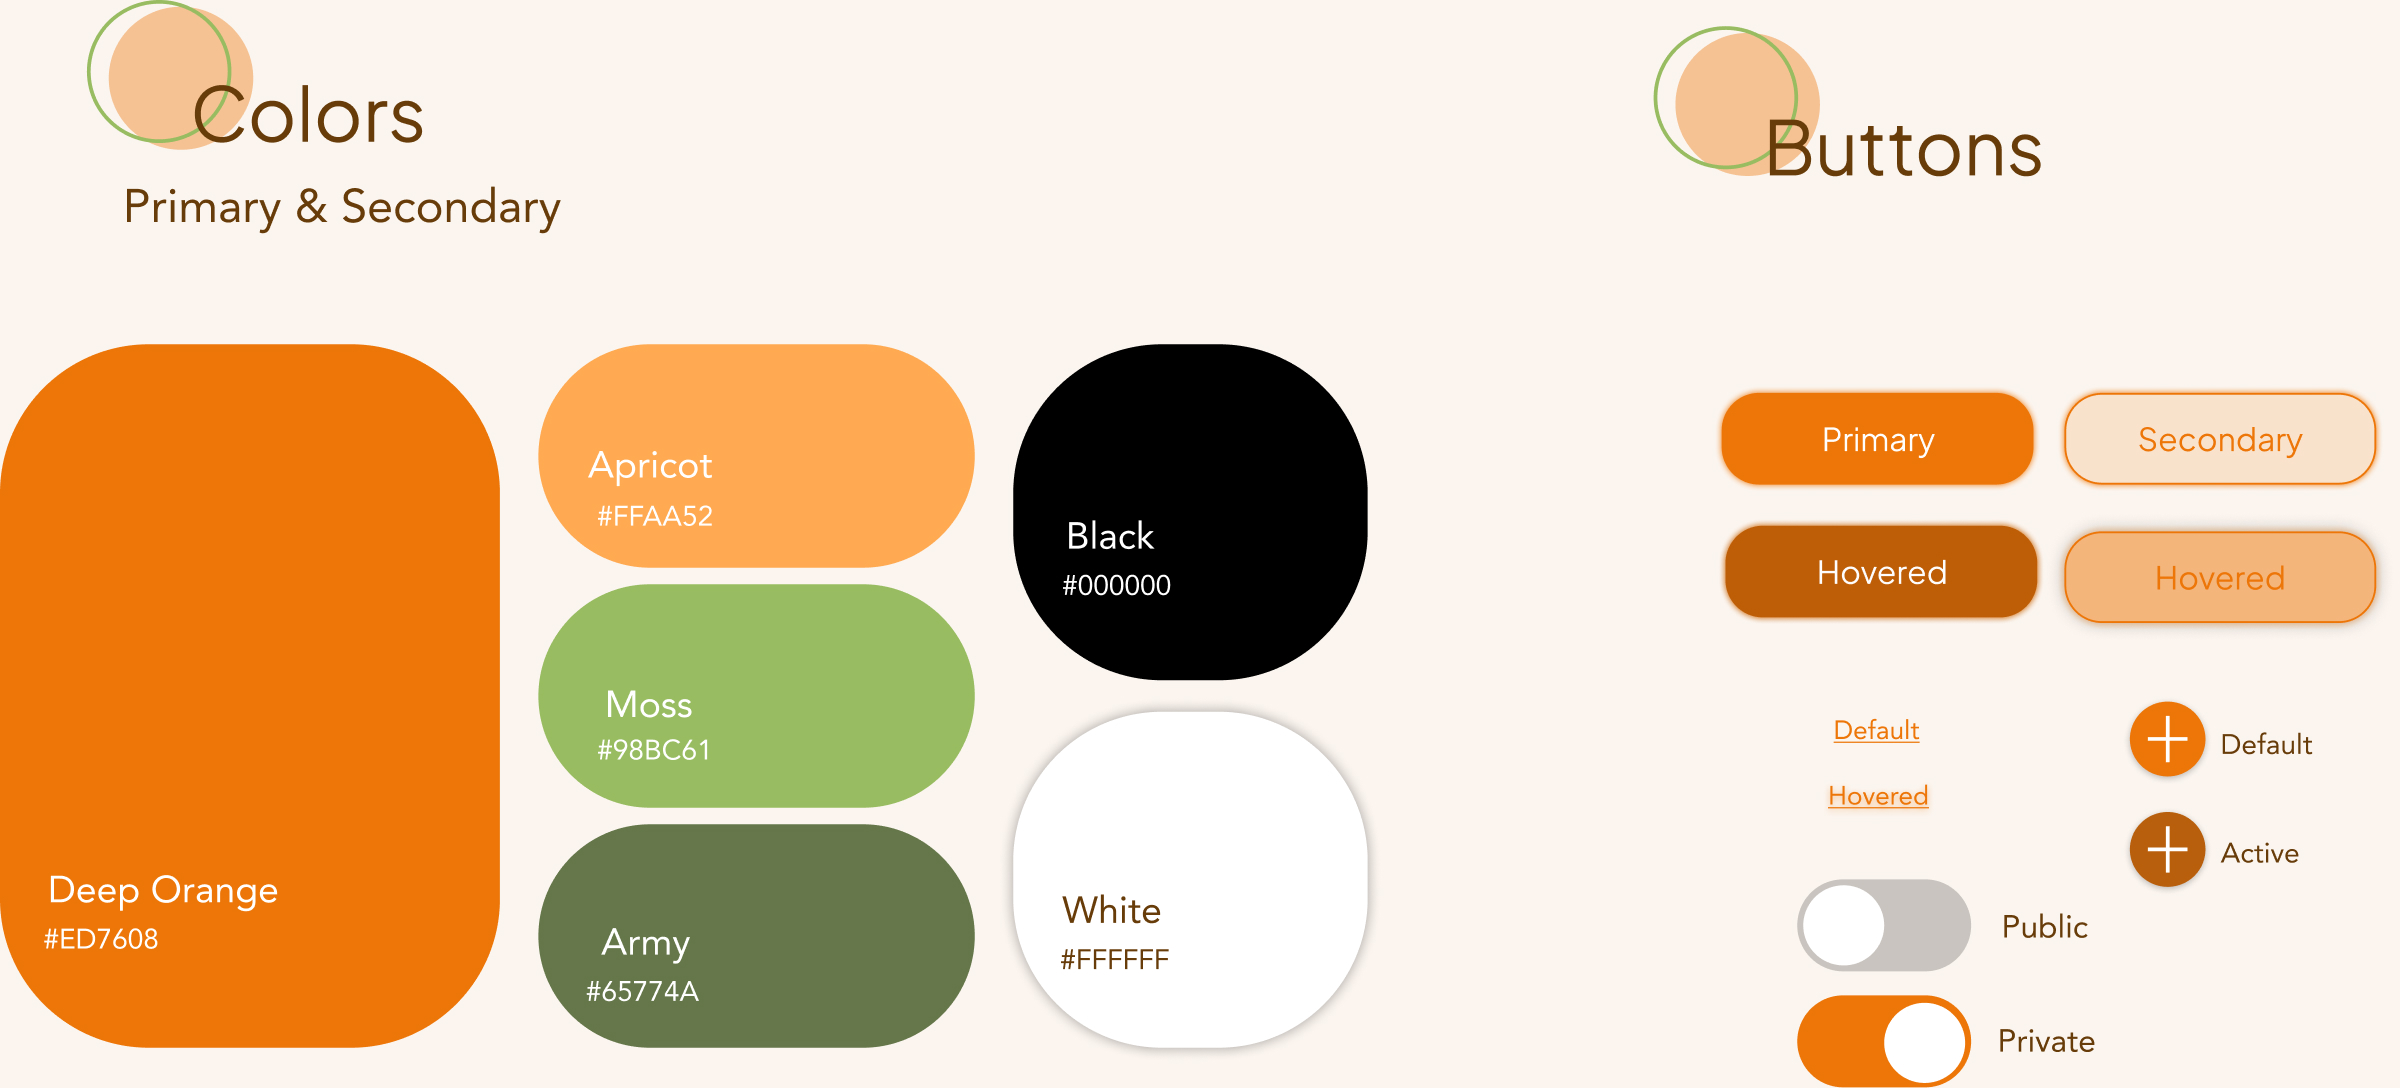 Colors
Primary & Secondary
Deep Orange
#ED7608
Apricot
#FFAA52
Moss
#98BC61
Army
#65774A
Black
#000000
White
#FFFFFF
Buttons
Primary
Secondary
Hovered
Hovered
Default
Hovered
Default
Active
Public
Private